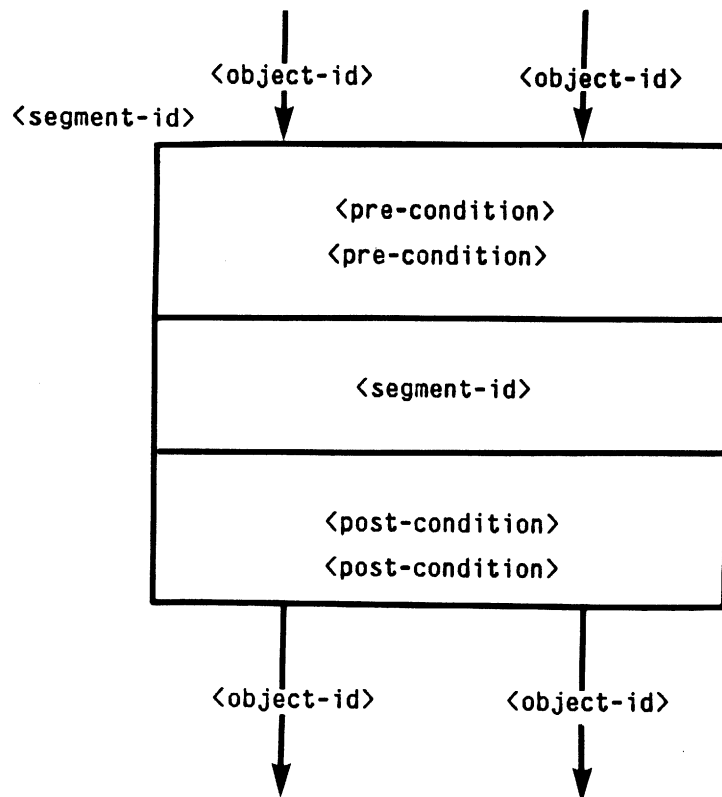 <object-id> <object-id>
<segment-id>
<pre-condition>
<pre-condition>
<segment-id>
<post-condition>
<post-condition>
<object-id> <object-id>